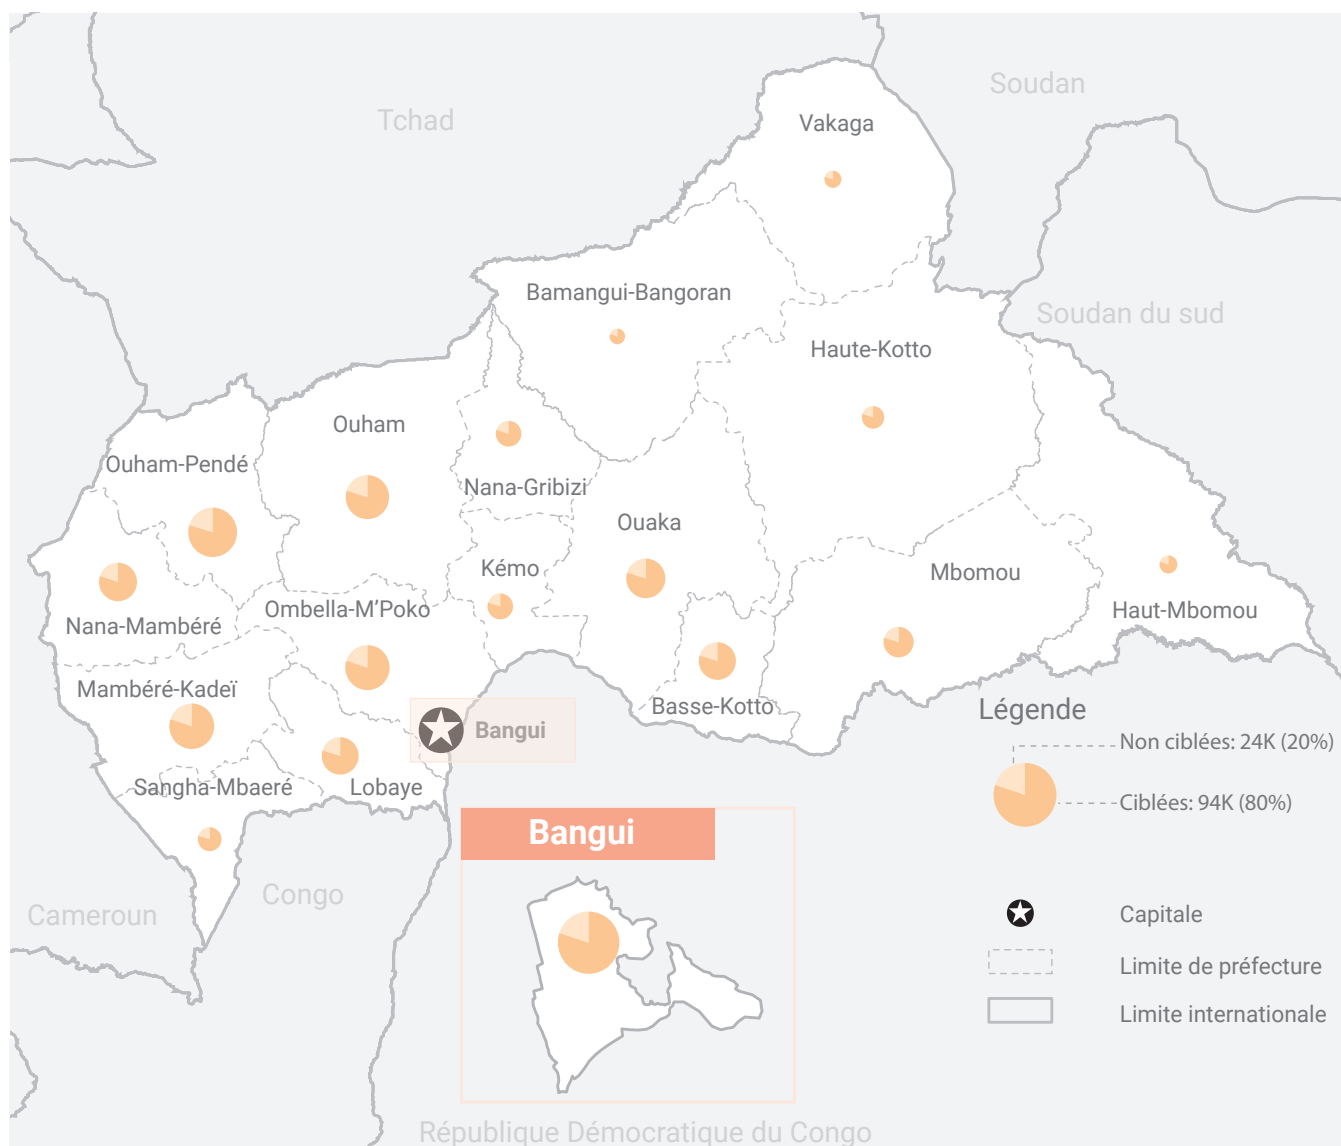 Soudan
Tchad
Vakaga
Bamangui-Bangoran
Soudan du sud
Haute-Kotto
Ouham
Ouham-Pendé
Nana-Gribizi
Ouaka
Kémo
Mbomou
Ombella-M'Poko
Haut-Mbomou
Nana-Mambéré
Mambéré-Kadeï
Basse-Kotto
Bangui
Sangha-Mbaeré
Lobaye
Légende
Non ciblées: 24K (20%)
Ciblées: 94K (80%)
Bangui
Congo
Cameroun
Capitale
Limite de préfecture
Limite internationale
République Démocratique du Congo